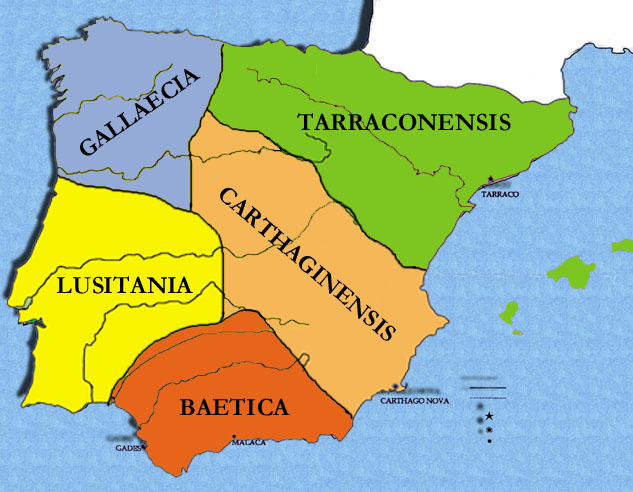 GALLAECIA
TARRACONENSIS
TARRACO
CARTHAGINENSIS
LUSITANIA
BAETICA
CARTHAGO NOVA
MALACA
GADES